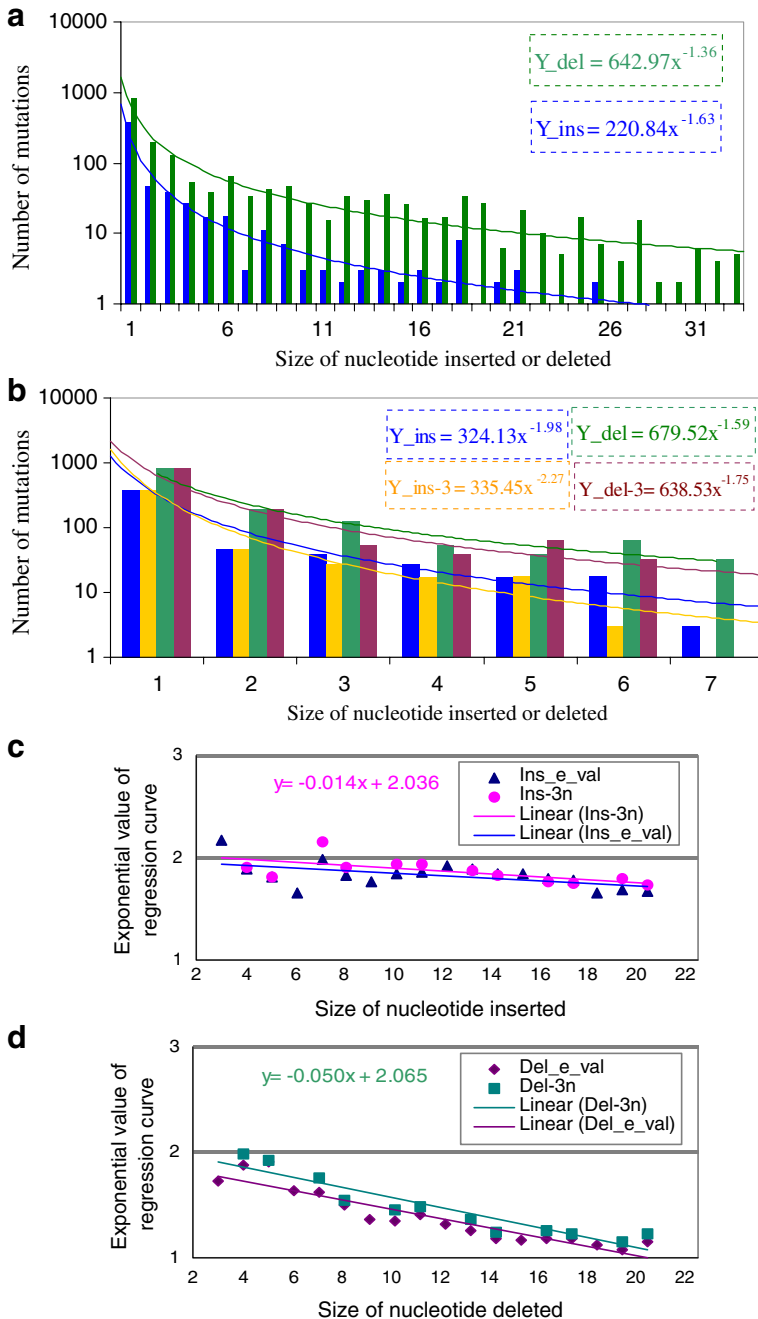 a
10000
1000
100
10
1
Number of mutations
Y_del = 642.97x-1.36
Y_ins = 220.84x-1.63
1 6 11 16 21 26 31
Size of nucleotide inserted or deleted
b
10000
1000
100
10
1
Number of mutations
Y_ins = 324.13x-1.98
Y_del = 679.52x-1.59
Y_ins-3 = 335.45x-2.27
Y_del-3= 638.53x-1.75
1 2 3 4 5 6 7
Size of nucleotide inserted or deleted
c
3
2
1
Exponential value of
regression curve
y= -0.014x + 2.036
Ins_e_val
Ins-3n
Linear (Ins-3n)
Linear (Ins_e_val)
2 4 6 8 10 12 14 16 18 20 22
Size of nucleotide inserted
d
3
2
1
Exponential value of
regression curve
y= -0.050x + 2.065
Del_e_val
Del-3n
Linear (Del-3n)
Linear (Del_e_val)
2 4 6 8 10 12 14 16 18 20 22
Size of nucleotide deleted